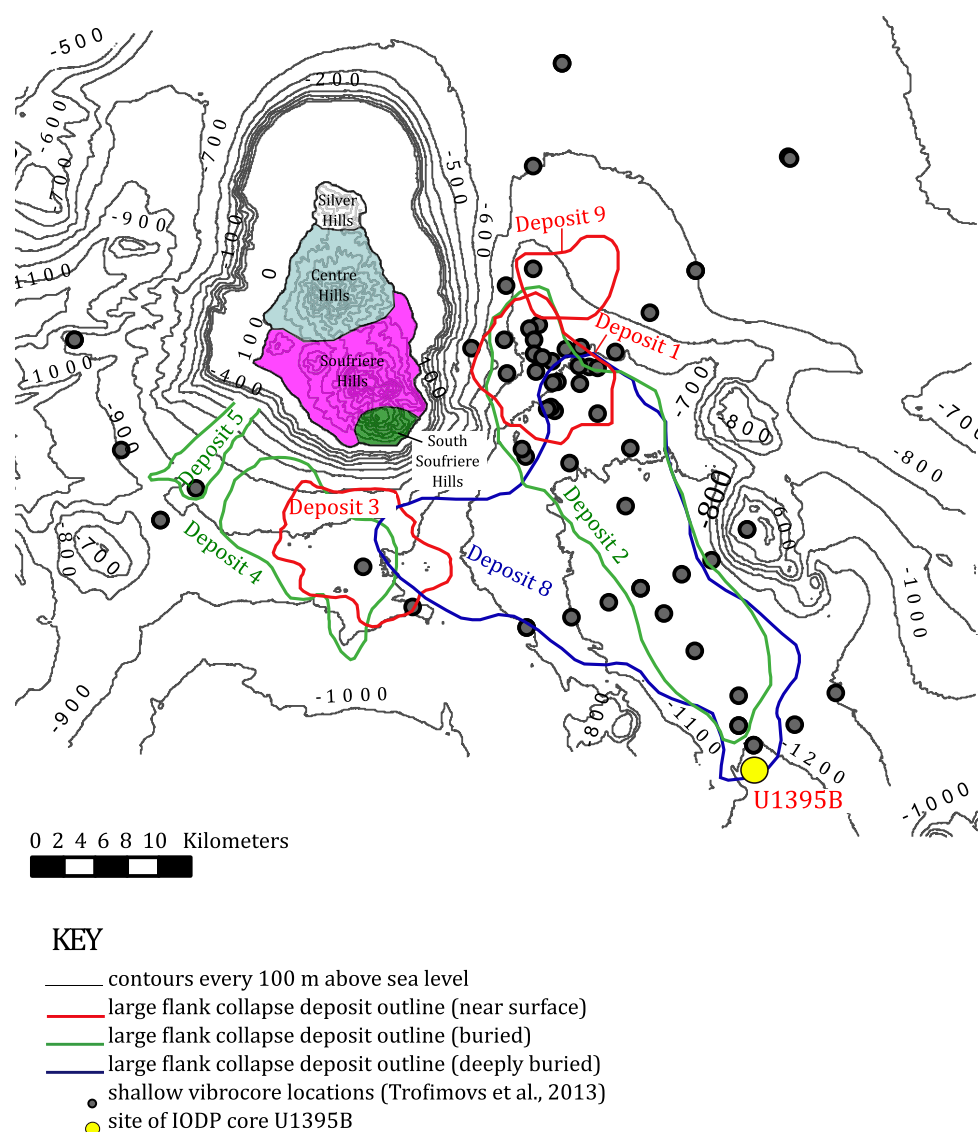 -500
-200
-600
-700
-700
-500
-900
-600
-100
1100
0
Silver
Hills
Centre
Hills
Deposit 9
Deposit 1
100
Soufriere
Hills
-1000
-400
-700
-700
-800
-900
Deposit 5
South
Soufriere
Hills
-800
-800
-600
Deposit 3
Deposit 2
-800
-700
Deposit 4
Deposit 8
-1000
-900
-1000
-800
-1100
-1200
U1395B
-1000
0 2 4 6 8 10 Kilometers
KEY
contours every 100 m above sea level
large flank collapse deposit outline (near surface)
large flank collapse deposit outline (buried)
large flank collapse deposit outline (deeply buried)
shallow vibrocore locations (Trofimovs et al., 2013)
site of IODP core U1395B